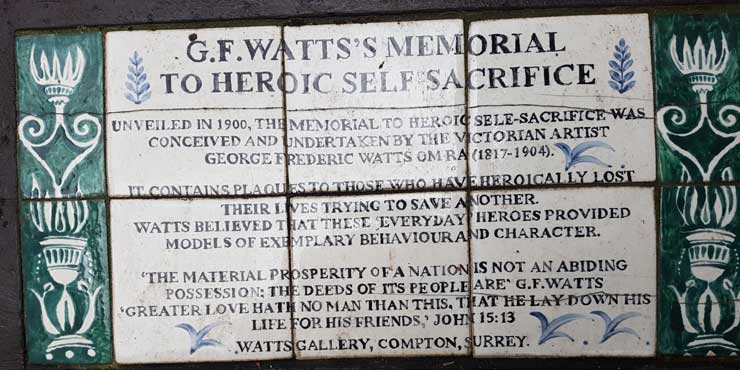 G.F. WATTS'S MEMORIAL
TO HEROIC SELF SACRIFICE
UNVEILED IN 1900, THE MEMORIAL TO HEROIC SELF-SACRIFICE WAS
CONCEIVED AND UNDERTAKEN BY THE VICTORIAN ARTIST
GEORGE FREDERIC WATTS OM RA (1817-1904).
IT CONTAINS PLAQUES TO THOSE WHO HAVE HEROICALLY LOST
THEIR LIVES TRYING TO SAVE ANOTHER.
WATTS BELIEVED THAT THESE 'EVERYDAY' HEROES PROVIDED
MODELS OF EXEMPLARY BEHAVIOUR AND CHARACTER.
'THE MATERIAL PROSPERITY OF A NATION IS NOT AN ABIDING
POSSESSION; THE DEEDS OF ITS PEOPLE ARE' G.F. WATTS
'GREATER LOVE HATH NO MAN THAN THIS, THAT HE LAY DOWN HIS
LIFE FOR HIS FRIENDS,' JOHN 15:13
WATTS GALLERY, COMPTON, SURREY.